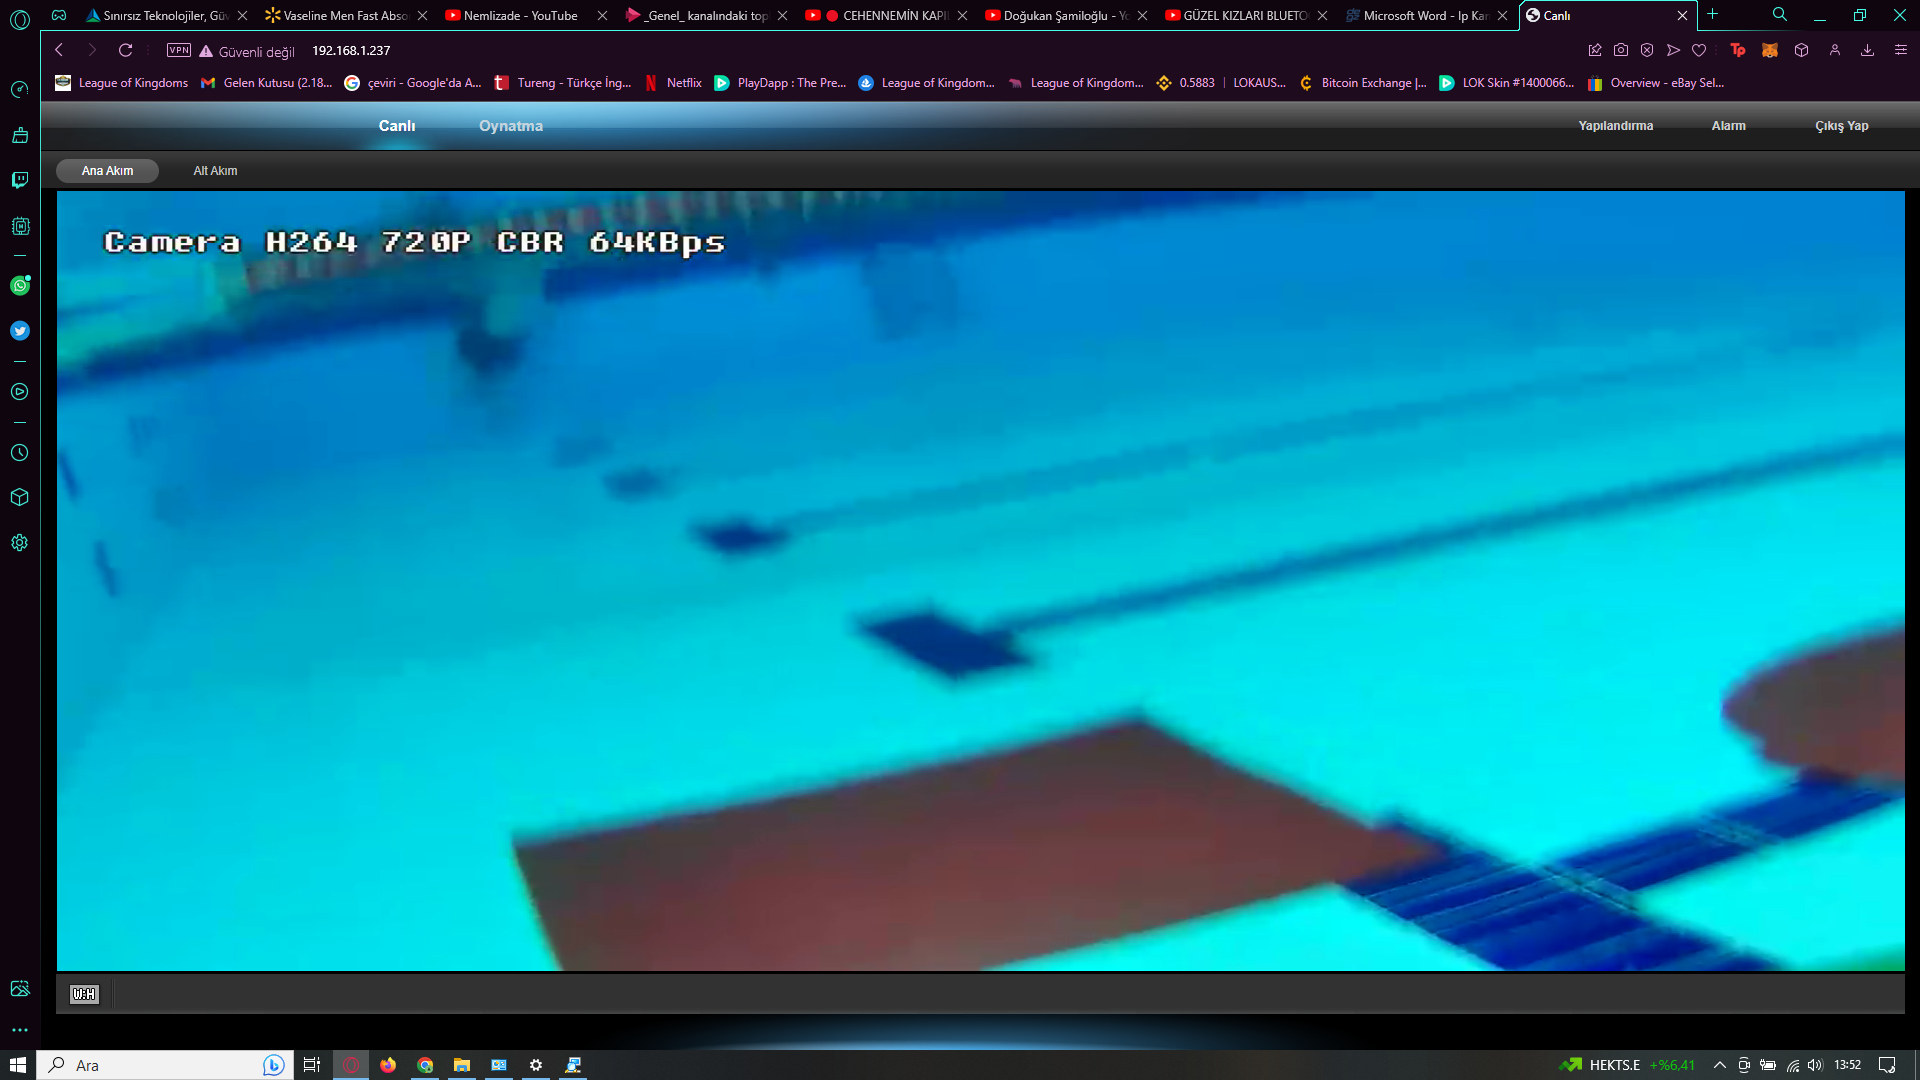 Sınırsız Teknolojiler, Güv
Vaseline Men Fast Abso
Nemlizade - YouTube
_Genel_ kanalındaki top
CEHENNEMİN KAPI
Doğukan Şamiloğlu - Yo
GÜZEL KIZLARI BLUETO
Microsoft Word - Ip Kam
Canlı
VPN
Güvenli değil
192.168.1.237
League of Kingdoms
Gelen Kutusu (2.18...
çeviri - Google'da A...
Tureng - Türkçe İng...
Netflix
PlayDapp : The Pre...
League of Kingdom...
League of Kingdom...
0.5883 | LOKAUS...
Bitcoin Exchange |...
LOK Skin #1400066...
Overview - eBay Sel...
Canlı
Oynatma
Yapılandırma
Alarm
Çıkış Yap
Ana Akım
Alt Akım
Camera H264 720P CBR 64KBps
W:H
Ara
HEKTS.E +%6,41
13:52